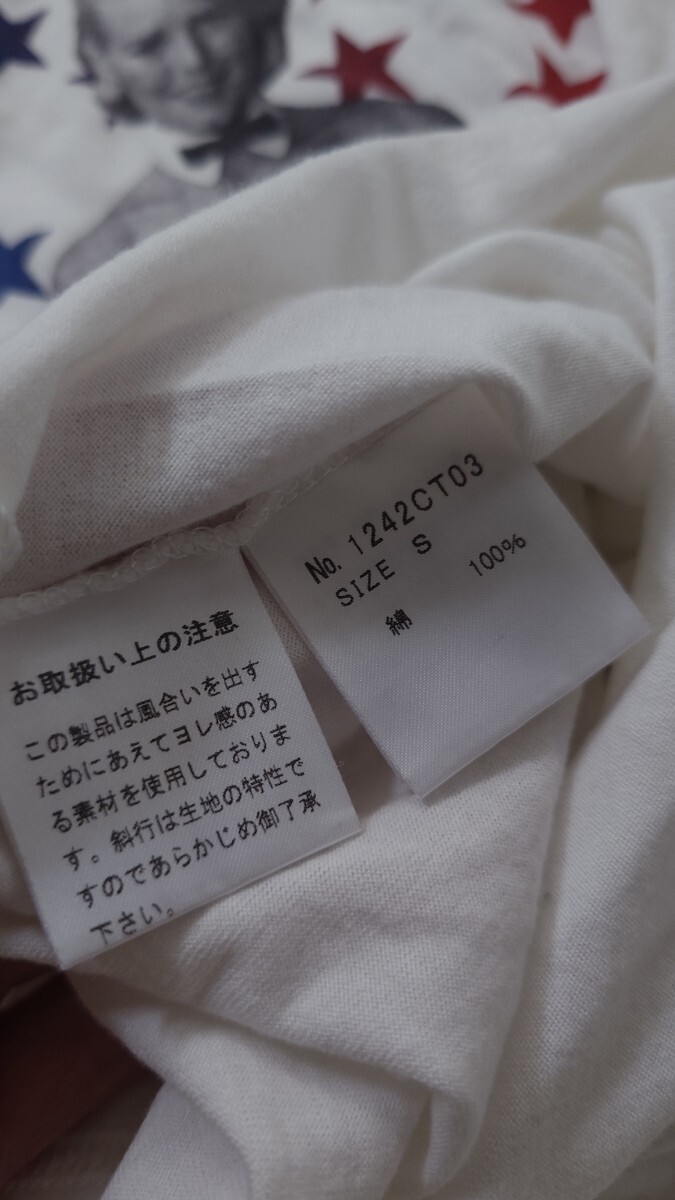 お取扱い上の注意
この製品は風合いを出す
ためにあえてヨレ感のあ
る素材を使用しておりま
す。斜行は生地の特性で
すのであらかじめ御了承
下さい。
No. 1242CT03
SIZE S
綿 100%